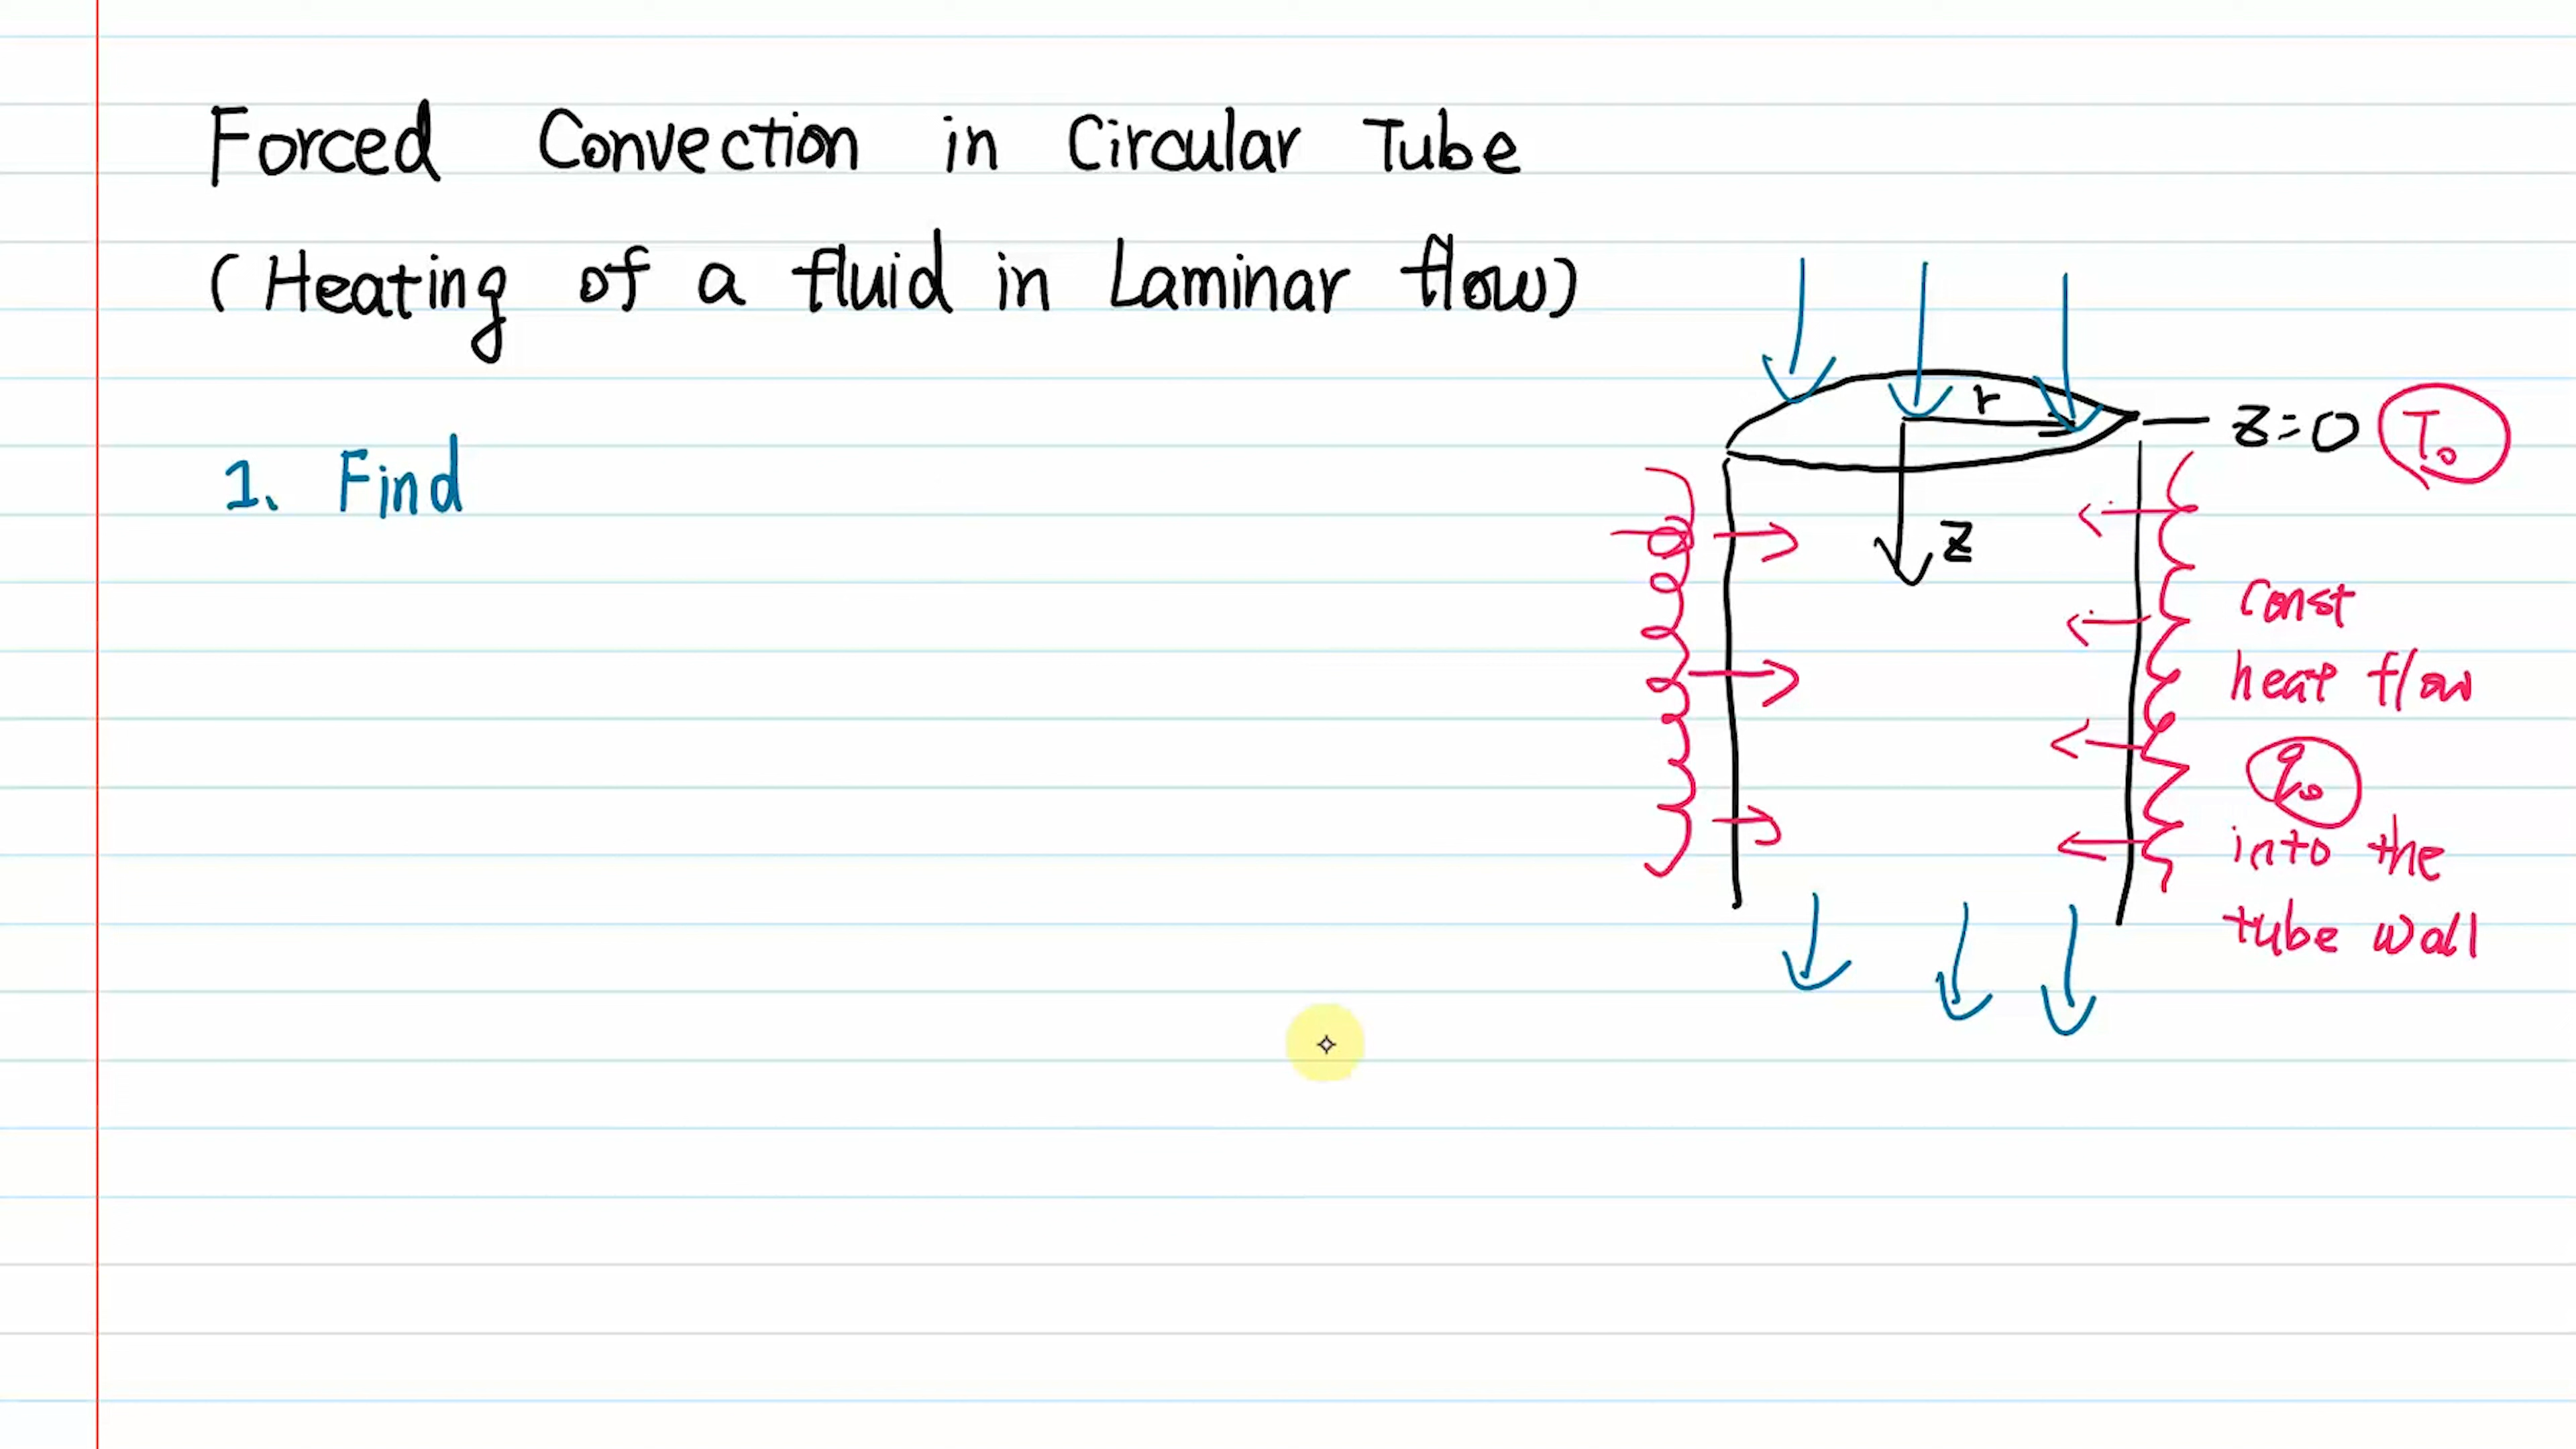 Forced Convection in Circular Tube
(Heating of a fluid in Laminar flow)
1. Find
r
z=0 T₀
z
Const
heat flow
q₀
into the
tube wall